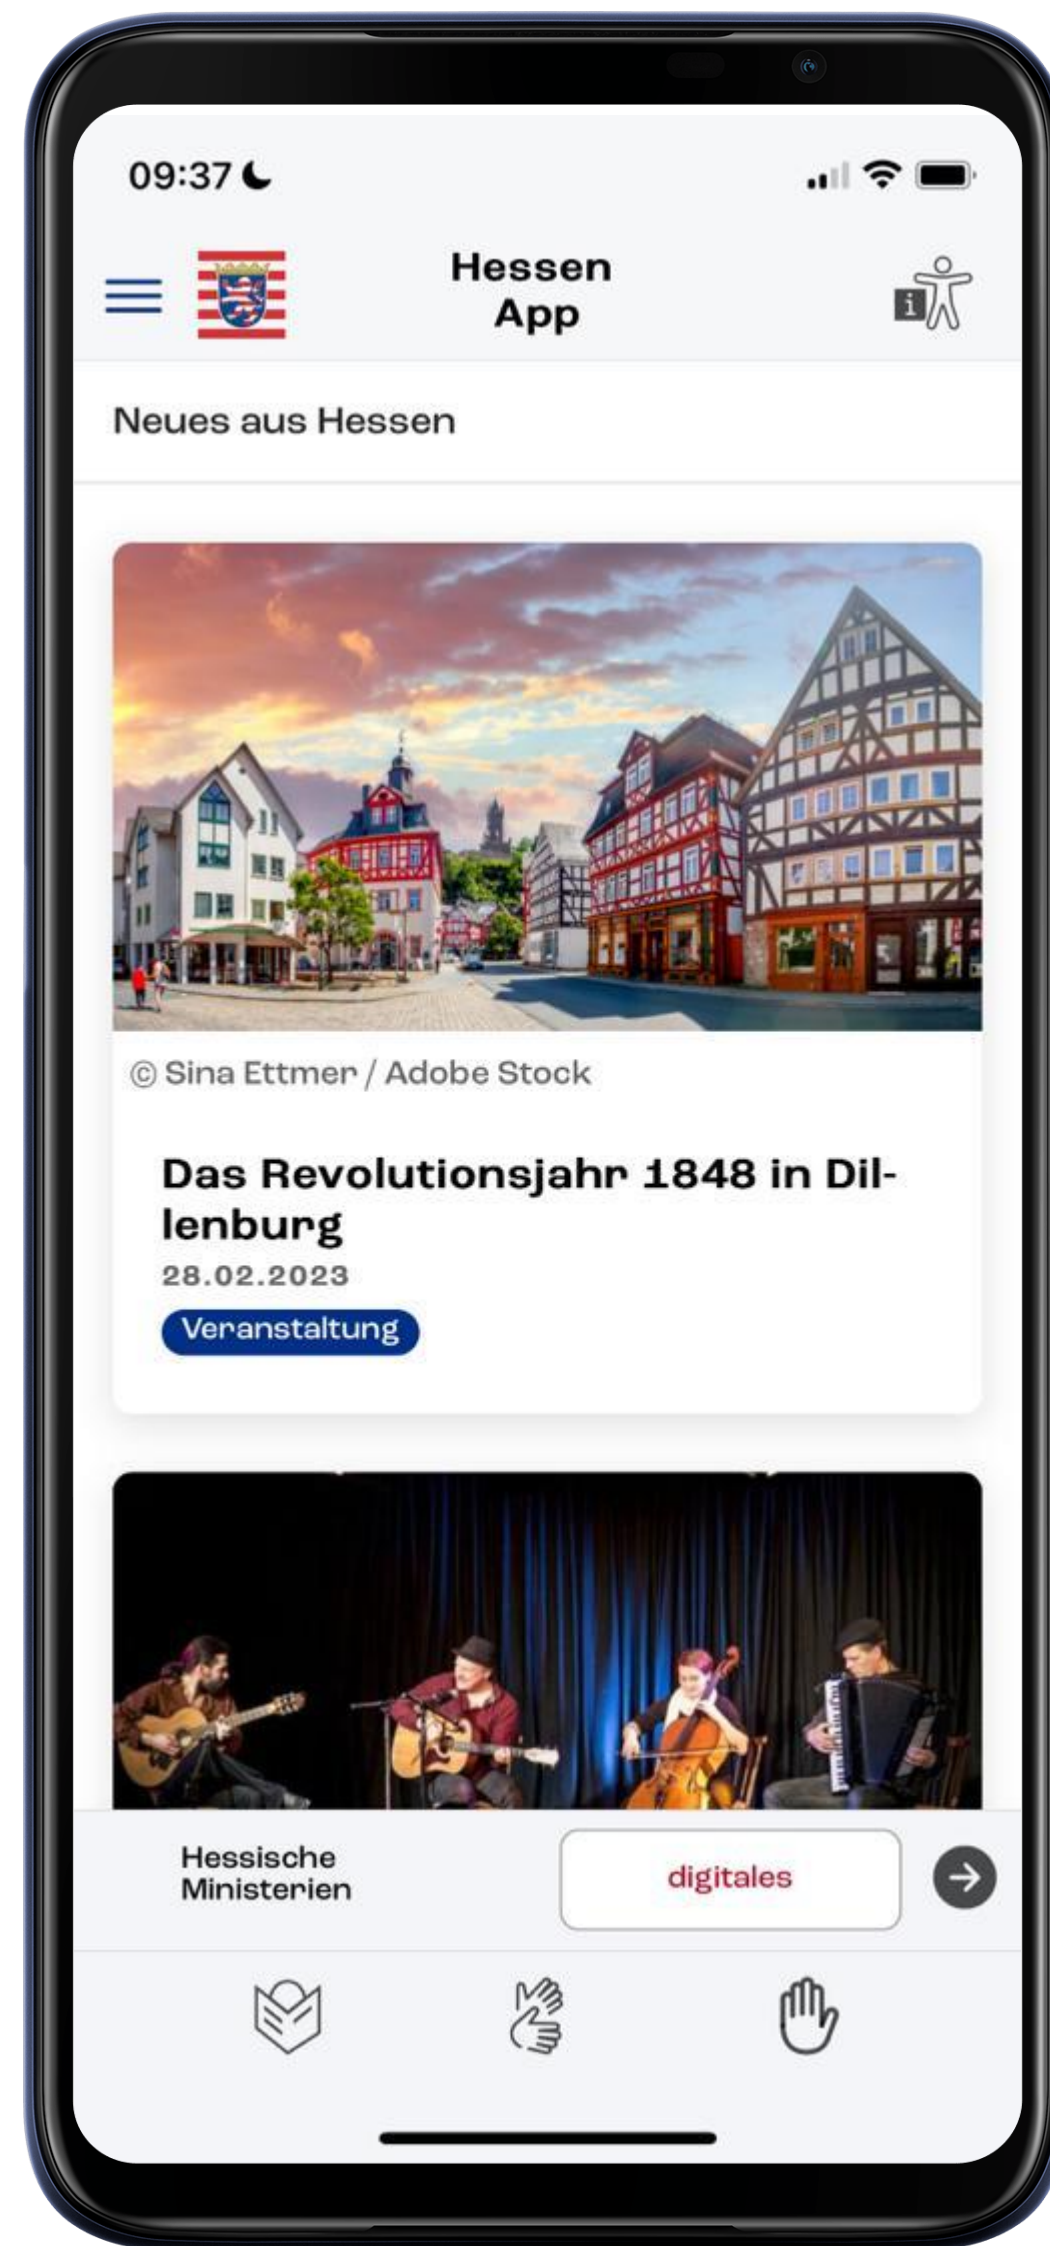 09:37
Hessen
App
i
Neues aus Hessen
© Sina Ettmer / Adobe Stock
Das Revolutionsjahr 1848 in Dil-
lenburg
28.02.2023
Veranstaltung
Hessische
Ministerien
digitales